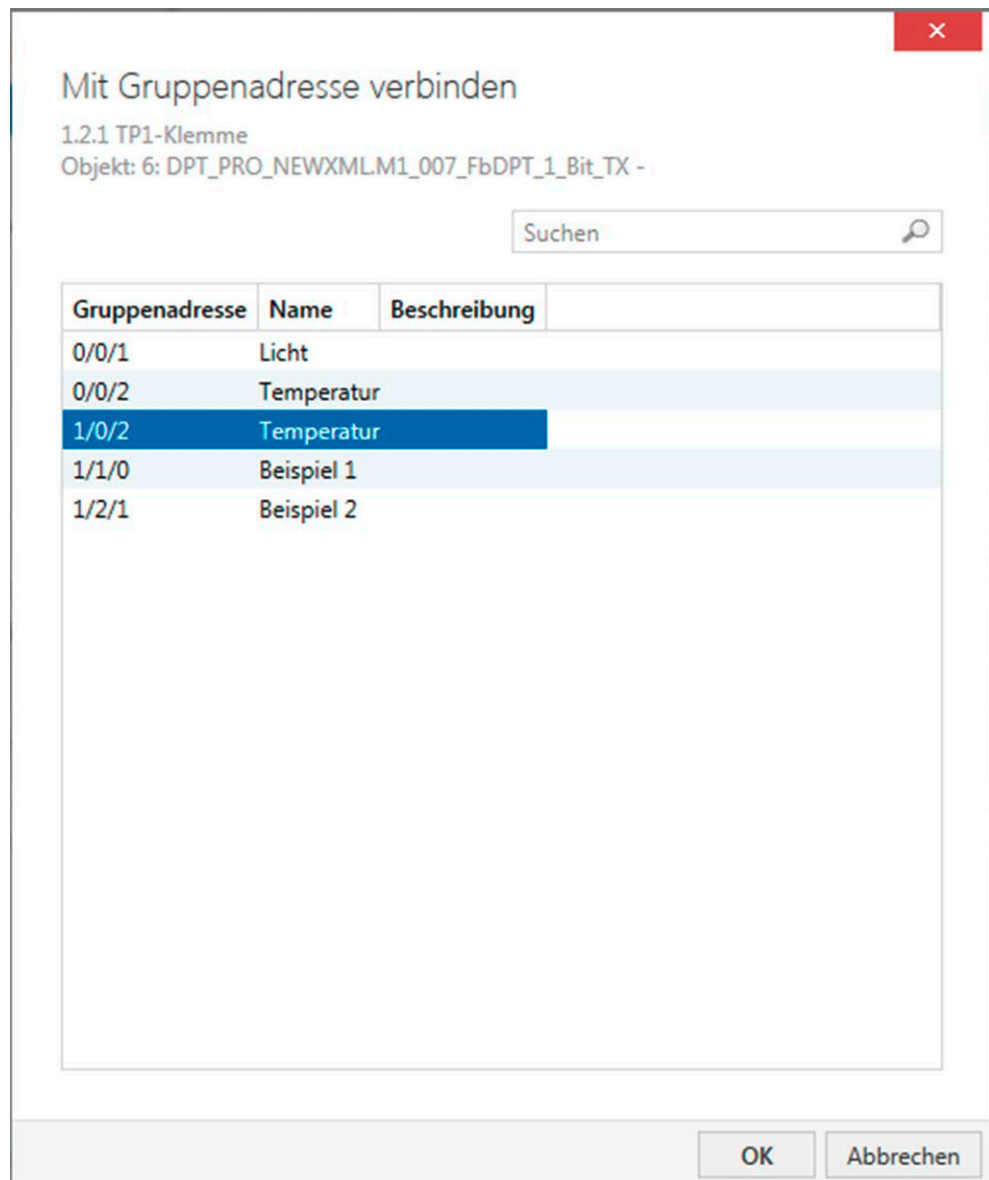 Mit Gruppenadresse verbinden
1.2.1 TP1-Klemme
Objekt: 6: DPT_PRO_NEWXML.M1_007_FbDPT_1_Bit_TX -
Suchen
Gruppenadresse Name Beschreibung
0/0/1 Licht
0/0/2 Temperatur
1/0/2 Temperatur
1/1/0 Beispiel 1
1/2/1 Beispiel 2
OK Abbrechen